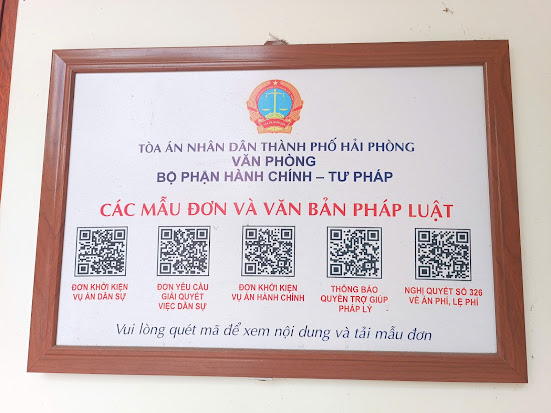 TÒA ÁN NHÂN DÂN THÀNH PHỐ HẢI PHÒNG
VĂN PHÒNG
BỘ PHẬN HÀNH CHÍNH – TƯ PHÁP
CÁC MẪU ĐƠN VÀ VĂN BẢN PHÁP LUẬT
ĐƠN KHỞI KIỆN
VỤ ÁN DÂN SỰ
ĐƠN YÊU CẦU
GIẢI QUYẾT
VIỆC DÂN SỰ
ĐƠN KHỞI KIỆN
VỤ ÁN HÀNH CHÍNH
THÔNG BÁO
QUYỀN TRỢ GIÚP
PHÁP LÝ
NGHỊ QUYẾT SỐ 326
VỀ ÁN PHÍ, LỆ PHÍ
Vui lòng quét mã để xem nội dung và tải mẫu đơn